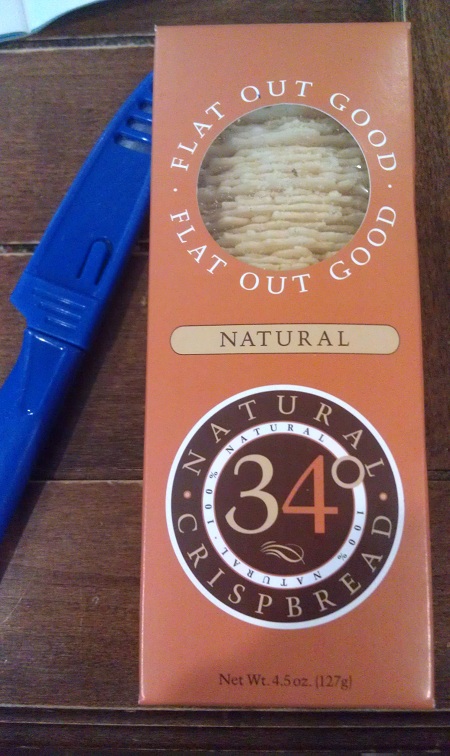 · FLAT OUT GOOD ·
FLAT OUT GOOD
NATURAL
NATURAL
100% NATURAL
34°
100% NATURAL
CRISPBREAD
Net Wt. 4.5 oz. (127g)